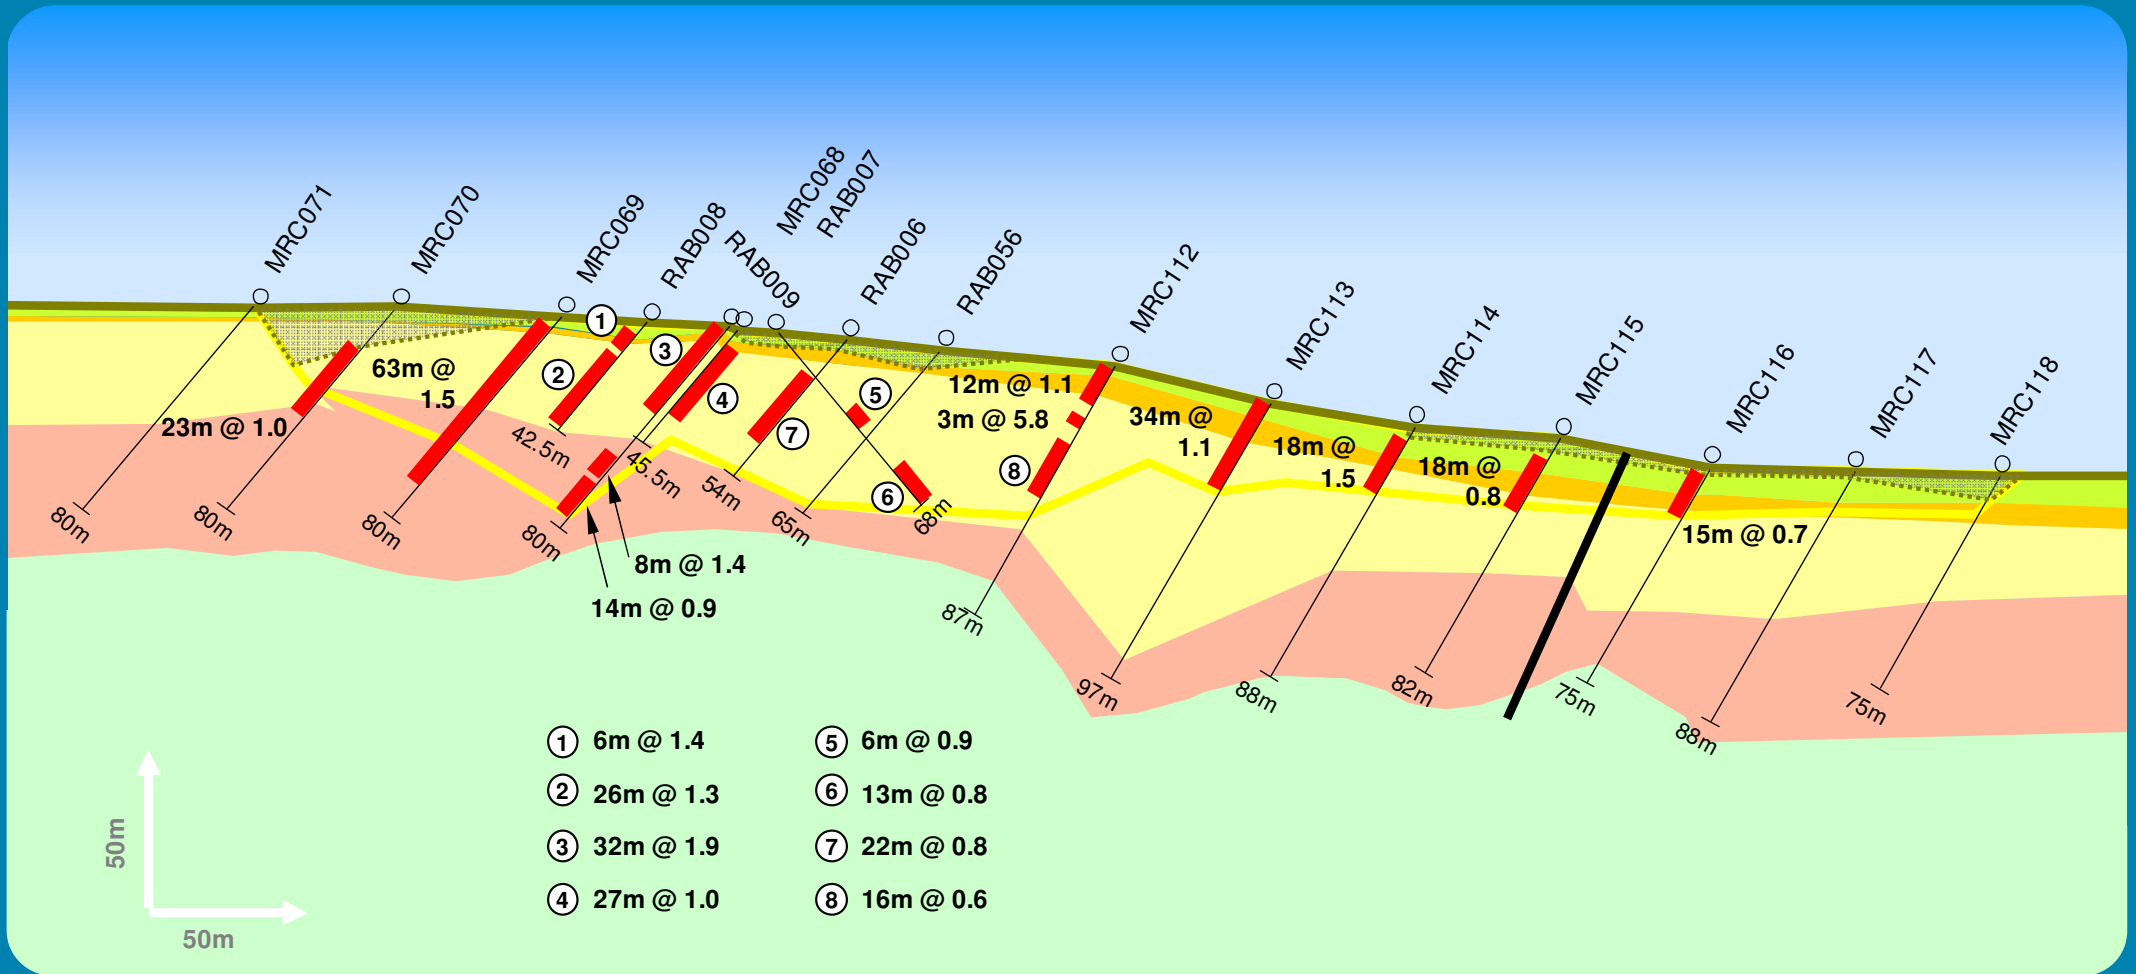 MRC071
MRC070
MRC069
RAB008
RAB009
MRC068
RAB007
RAB006
RAB056
MRC112
MRC113
MRC114
MRC115
MRC116
MRC117
MRC118
1
2
3
4
5
6
7
8
63m @
1.5
23m @ 1.0
12m @ 1.1
3m @ 5.8
34m @
1.1
18m @
1.5
18m @
0.8
15m @ 0.7
8m @ 1.4
14m @ 0.9
80m
80m
80m
42.5m
80m
45.5m
54m
65m
68m
87m
97m
88m
82m
75m
88m
75m
1 6m @ 1.4
2 26m @ 1.3
3 32m @ 1.9
4 27m @ 1.0
5 6m @ 0.9
6 13m @ 0.8
7 22m @ 0.8
8 16m @ 0.6
50m
50m